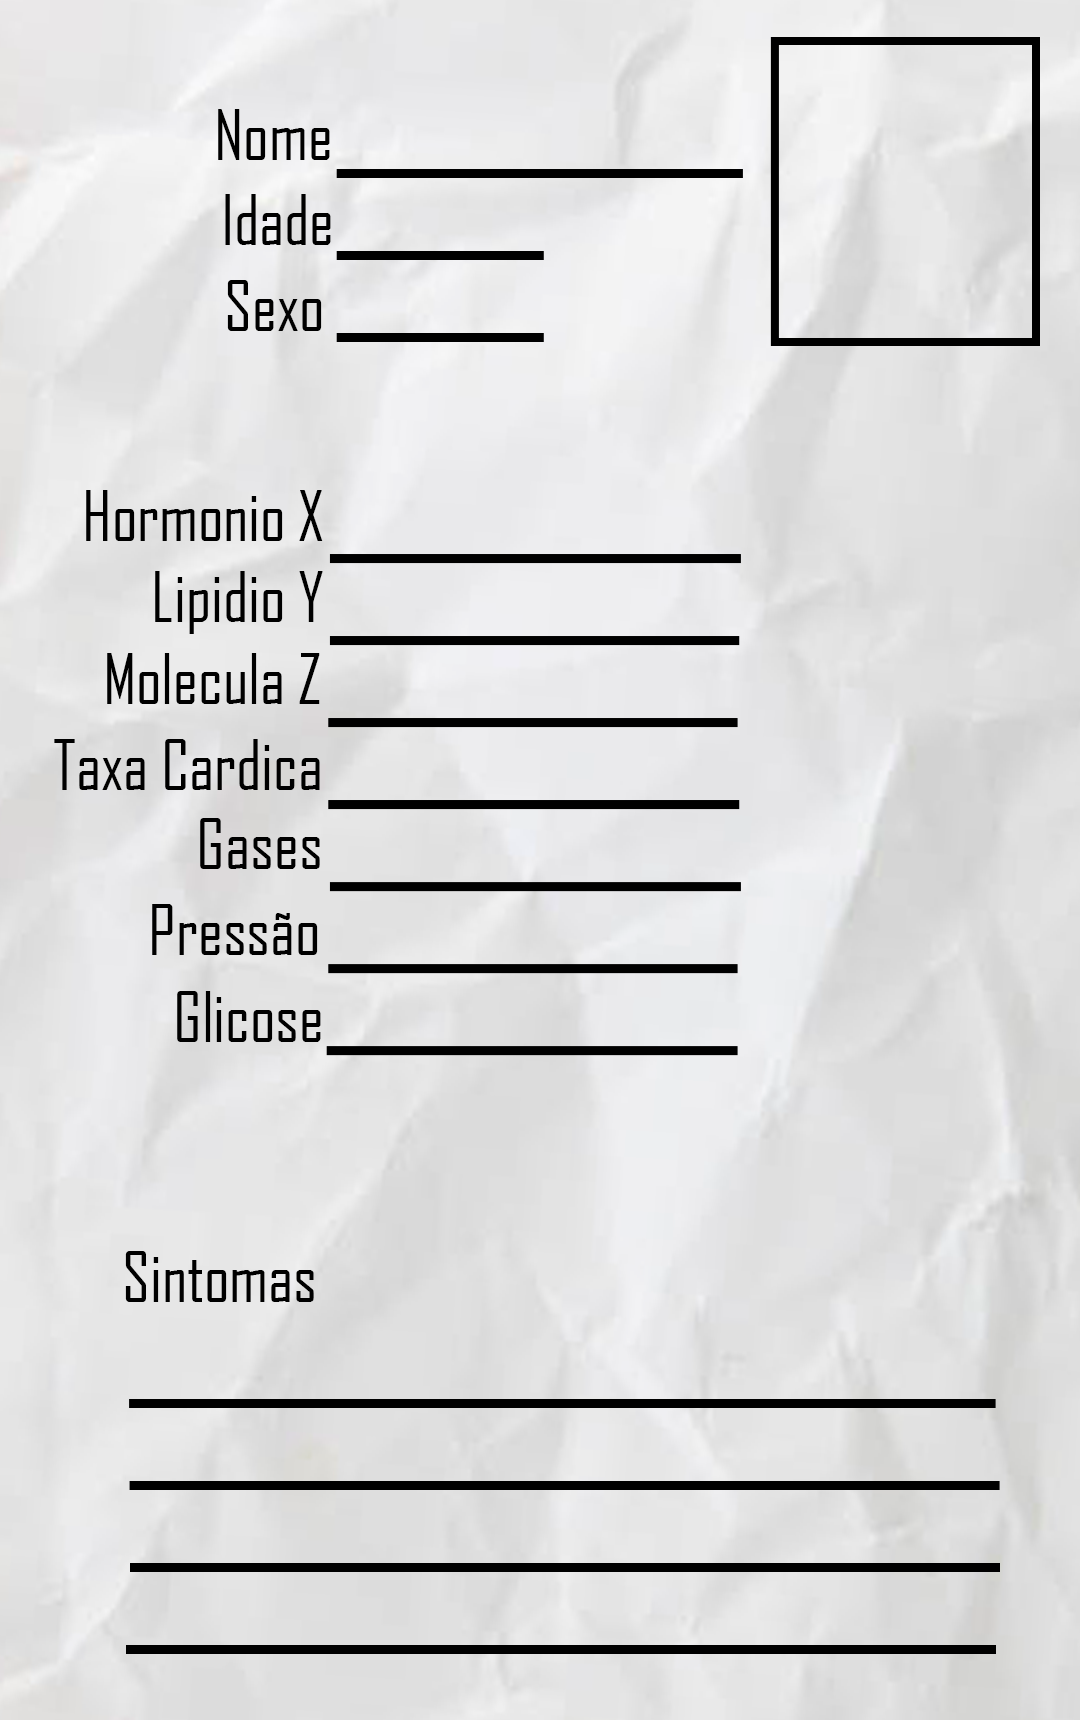 Nome
Idade
Sexo
Hormonio X
Lipidio Y
Molecula Z
Taxa Cardica
Gases
Pressão
Glicose
Sintomas